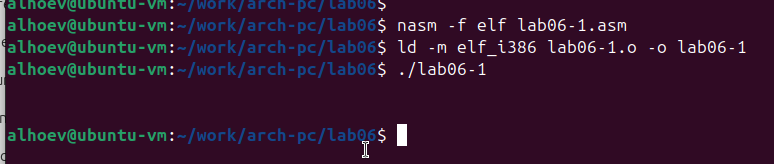 alhoev@ubuntu-vm:~/work/arch-pc/lab06$
alhoev@ubuntu-vm:~/work/arch-pc/lab06$ nasm -f elf lab06-1.asm
alhoev@ubuntu-vm:~/work/arch-pc/lab06$ ld -m elf_i386 lab06-1.o -o lab06-1
alhoev@ubuntu-vm:~/work/arch-pc/lab06$ ./lab06-1
alhoev@ubuntu-vm:~/work/arch-pc/lab06$